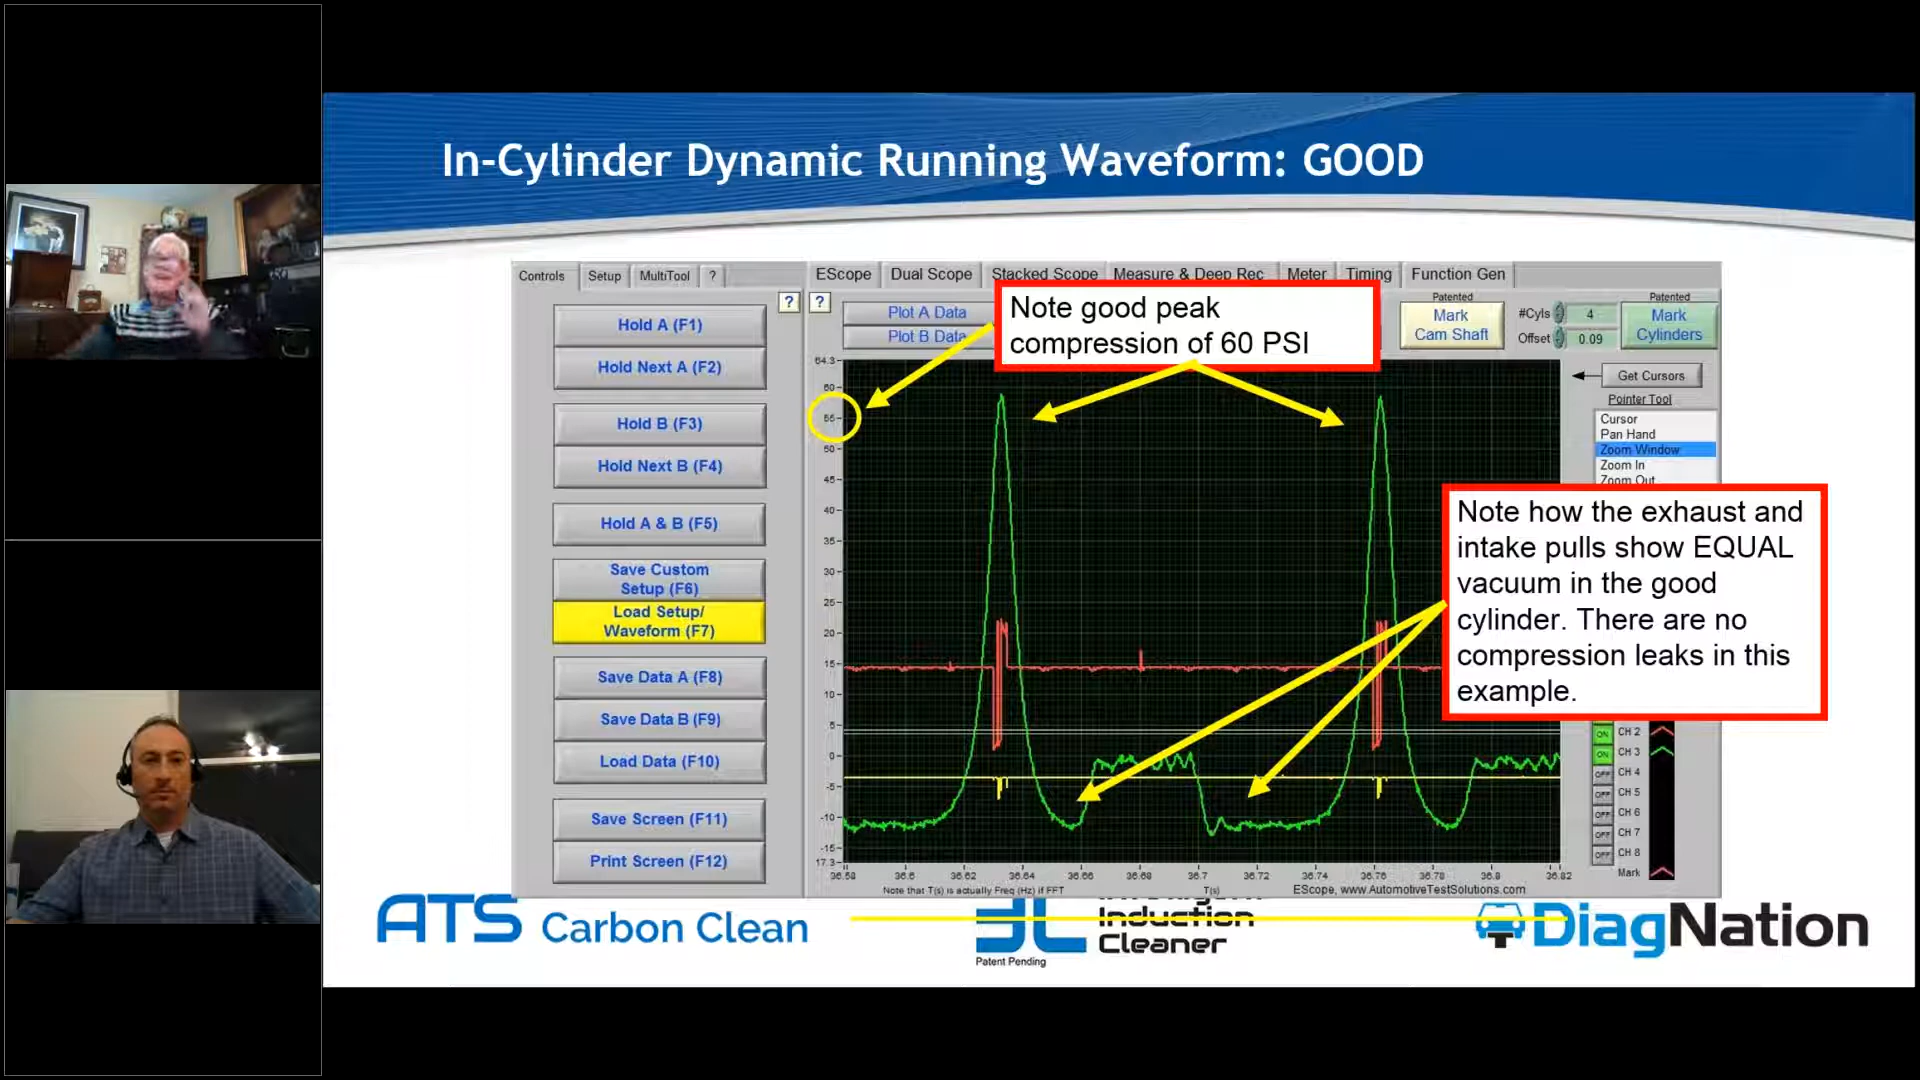 In-Cylinder Dynamic Running Waveform: GOOD
Controls Setup MultiTool ?
EScope Dual Scope Stacked Scope Measure & Deep Rec Meter Timing Function Gen
? ?
Hold A (F1)
Hold Next A (F2)
Hold B (F3)
Hold Next B (F4)
Hold A & B (F5)
Save Custom
Setup (F6)
Load Setup/
Waveform (F7)
Save Data A (F8)
Save Data B (F9)
Load Data (F10)
Save Screen (F11)
Print Screen (F12)
Plot A Data
Plot B Data
Note good peak
compression of 60 PSI
Patented
Mark
Cam Shaft
#Cyls 4
Offset 0.09
Patented
Mark
Cylinders
Get Cursors
Pointer Tool
Cursor
Pan Hand
Zoom Window
Zoom In
Zoom Out
Note how the exhaust and
intake pulls show EQUAL
vacuum in the good
cylinder. There are no
compression leaks in this
example.
64.3
60
55
50
45
40
35
30
25
20
15
10
5
0
-5
-10
-15
17.3
36.58 36.6 36.62 36.64 36.66 36.68 36.7 36.72 36.74 36.76 36.8 36.82
ON CH 2
ON CH 3
OFF CH 4
OFF CH 5
OFF CH 6
OFF CH 7
OFF CH 8
Mark
Note that T(s) is actually Freq (Hz) if FFT
T(s)
EScope, www.AutomotiveTestSolutions.com
ATS Carbon Clean
Induction
Cleaner
Patent Pending
DiagNation